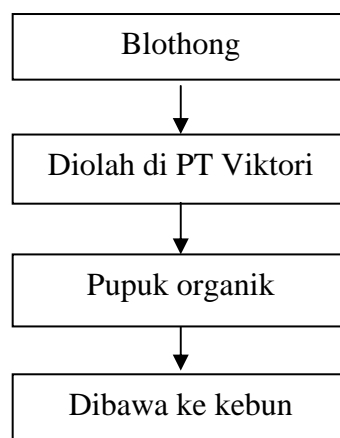 Blothong
Diolah di PT Viktori
Pupuk organik
Dibawa ke kebun